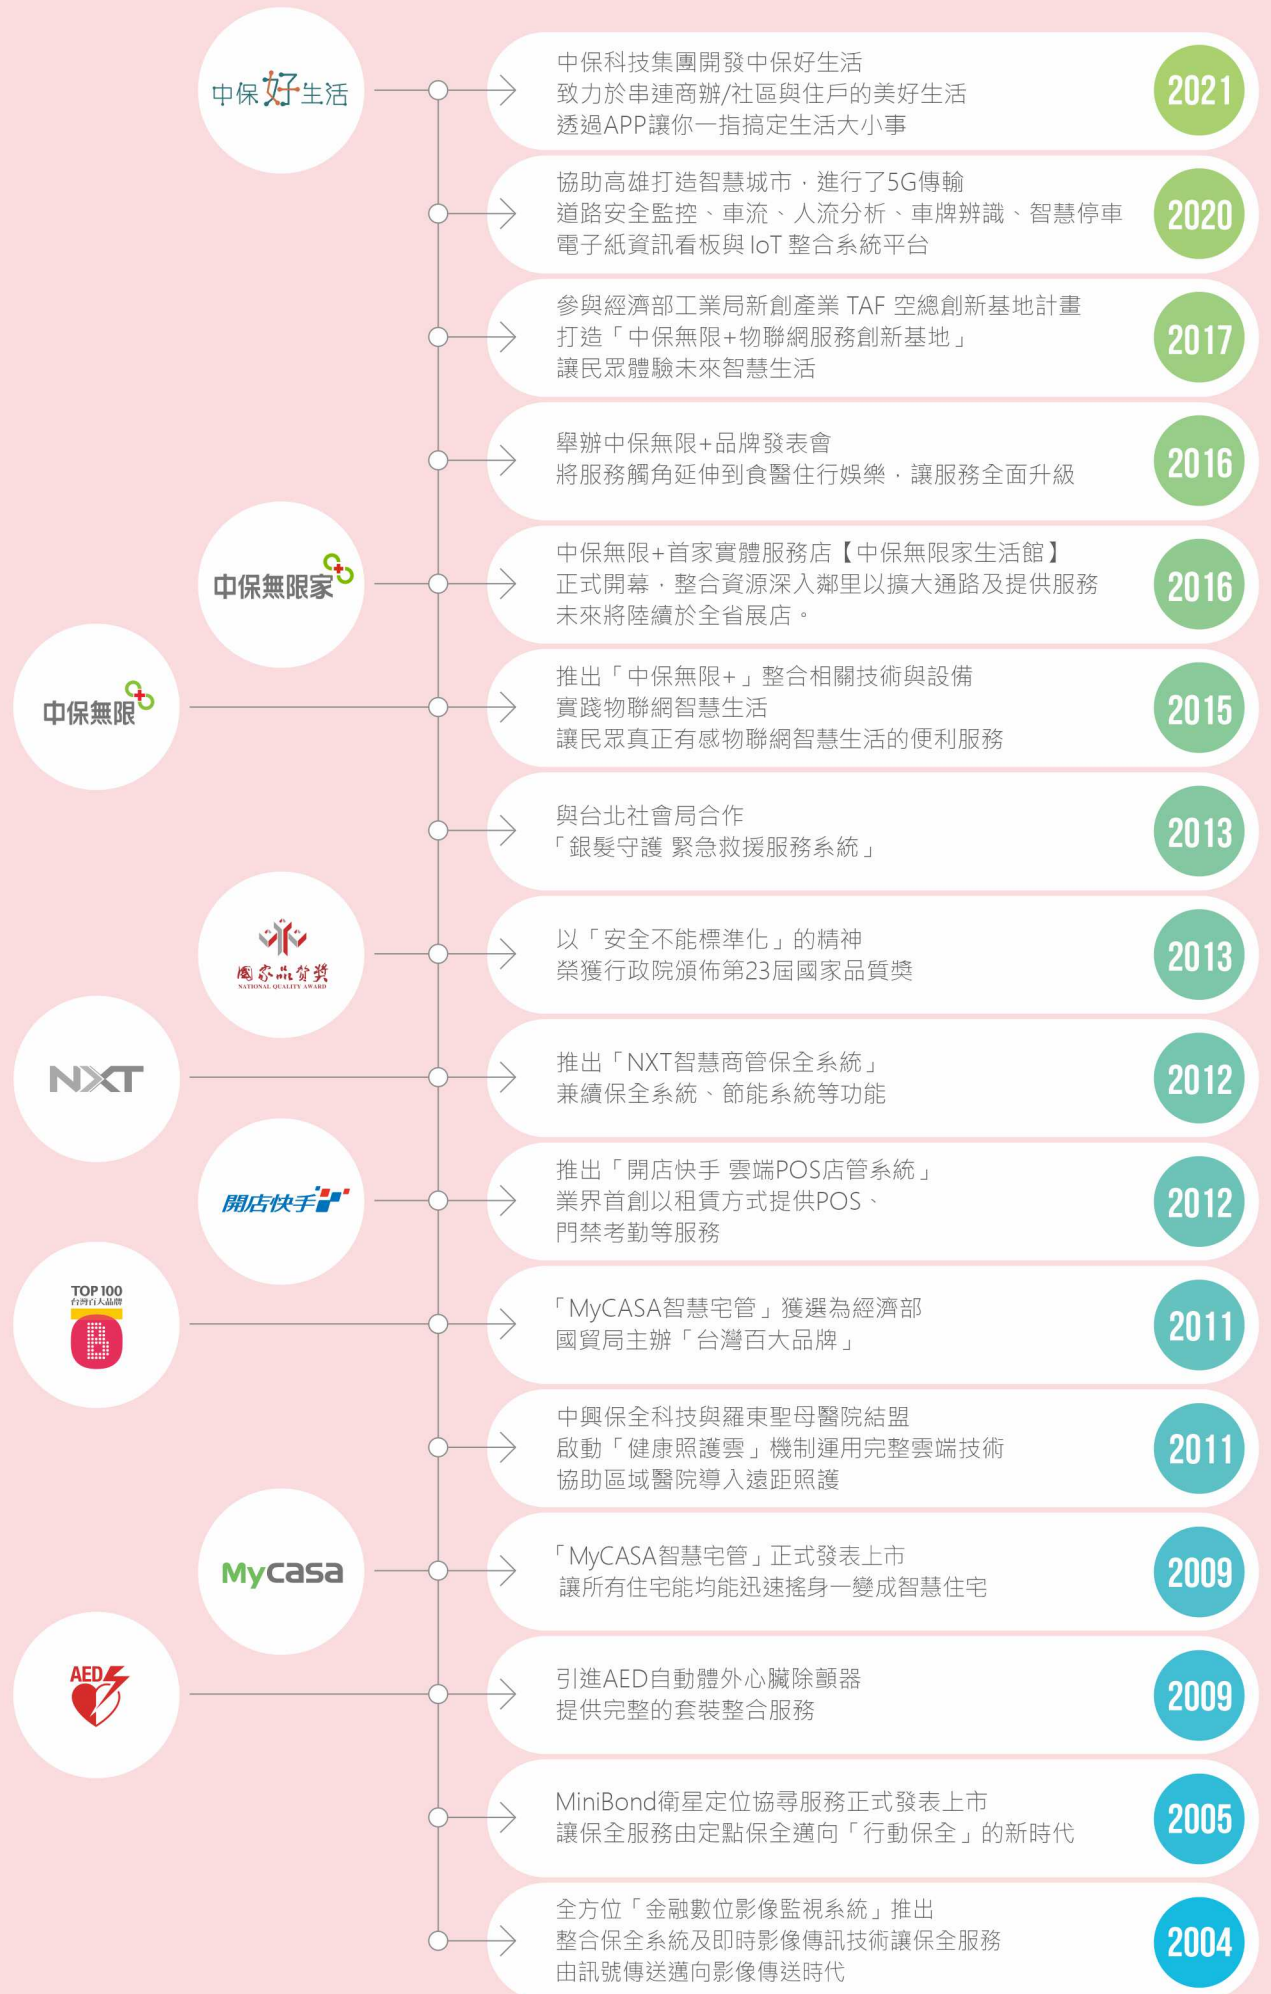 中保好生活
中保科技集團開發中保好生活
致力於串連商辦/社區與住戶的美好生活
透過APP讓你一指搞定生活大小事
2021
協助高雄打造智慧城市，進行了5G傳輸
道路安全監控、車流、人流分析、車牌辨識、智慧停車
電子紙資訊看板與 IoT 整合系統平台
2020
參與經濟部工業局新創產業 TAF 空總創新基地計畫
打造「中保無限+物聯網服務創新基地」
讓民眾體驗未來智慧生活
2017
舉辦中保無限+品牌發表會
將服務觸角延伸到食醫住行娛樂，讓服務全面升級
2016
中保無限家
中保無限+首家實體服務店【中保無限家生活館】
正式開幕，整合資源深入鄰里以擴大通路及提供服務
未來將陸續於全省展店。
2016
中保無限
推出「中保無限+」整合相關技術與設備
實踐物聯網智慧生活
讓民眾真正有感物聯網智慧生活的便利服務
2015
與台北社會局合作
「銀髮守護 緊急救援服務系統」
2013
國家品質獎
NATIONAL QUALITY AWARD
以「安全不能標準化」的精神
榮獲行政院頒佈第23屆國家品質獎
2013
NXT
推出「NXT智慧商管保全系統」
兼續保全系統、節能系統等功能
2012
開店快手
推出「開店快手 雲端POS店管系統」
業界首創以租賃方式提供POS、
門禁考勤等服務
2012
TOP 100
台灣百大品牌
B
「MyCASA智慧宅管」獲選為經濟部
國貿局主辦「台灣百大品牌」
2011
中興保全科技與羅東聖母醫院結盟
啟動「健康照護雲」機制運用完整雲端技術
協助區域醫院導入遠距照護
2011
MyCasa
「MyCASA智慧宅管」正式發表上市
讓所有住宅能均能迅速搖身一變成智慧住宅
2009
AED
引進AED自動體外心臟除顫器
提供完整的套裝整合服務
2009
MiniBond衛星定位協尋服務正式發表上市
讓保全服務由定點保全邁向「行動保全」的新時代
2005
全方位「金融數位影像監視系統」推出
整合保全系統及即時影像傳訊技術讓保全服務
由訊號傳送邁向影像傳送時代
2004